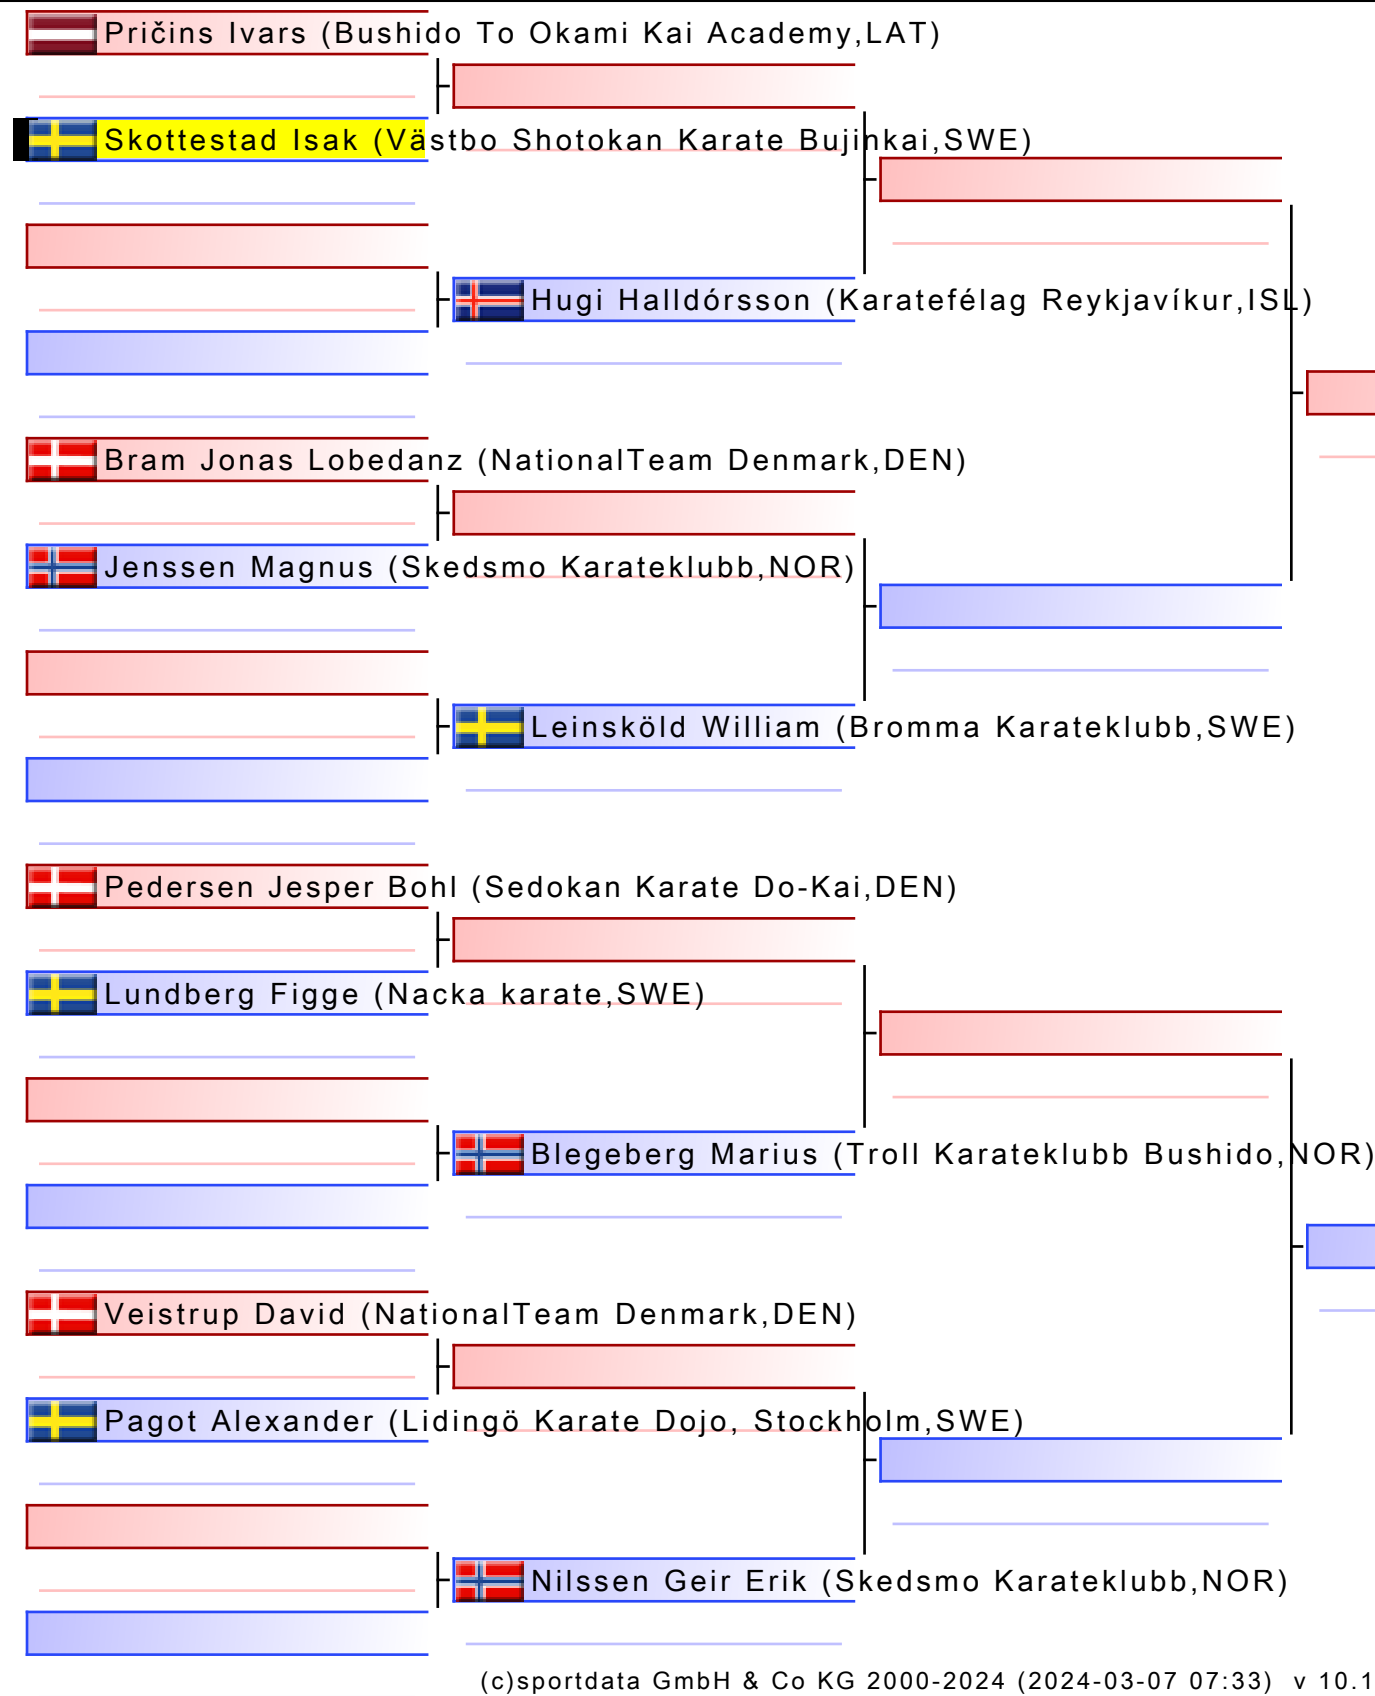 Pričins Ivars (Bushido To Okami Kai Academy,LAT)
Skottestad Isak (Västbo Shotokan Karate Bujinkai,SWE)
Hugi Halldórsson (Karatefélag Reykjavíkur,ISL)
Bram Jonas Lobedanz (NationalTeam Denmark,DEN)
Jenssen Magnus (Skedsmo Karateklubb,NOR)
Leinsköld William (Bromma Karateklubb,SWE)
Pedersen Jesper Bohl (Sedokan Karate Do-Kai,DEN)
Lundberg Figge (Nacka karate,SWE)
Blegeberg Marius (Troll Karateklubb Bushido,NOR)
Veistrup David (NationalTeam Denmark,DEN)
Pagot Alexander (Lidingö Karate Dojo, Stockholm,SWE)
Nilssen Geir Erik (Skedsmo Karateklubb,NOR)
(c)sportdata GmbH & Co KG 2000-2024 (2024-03-07 07:33) v 10.1